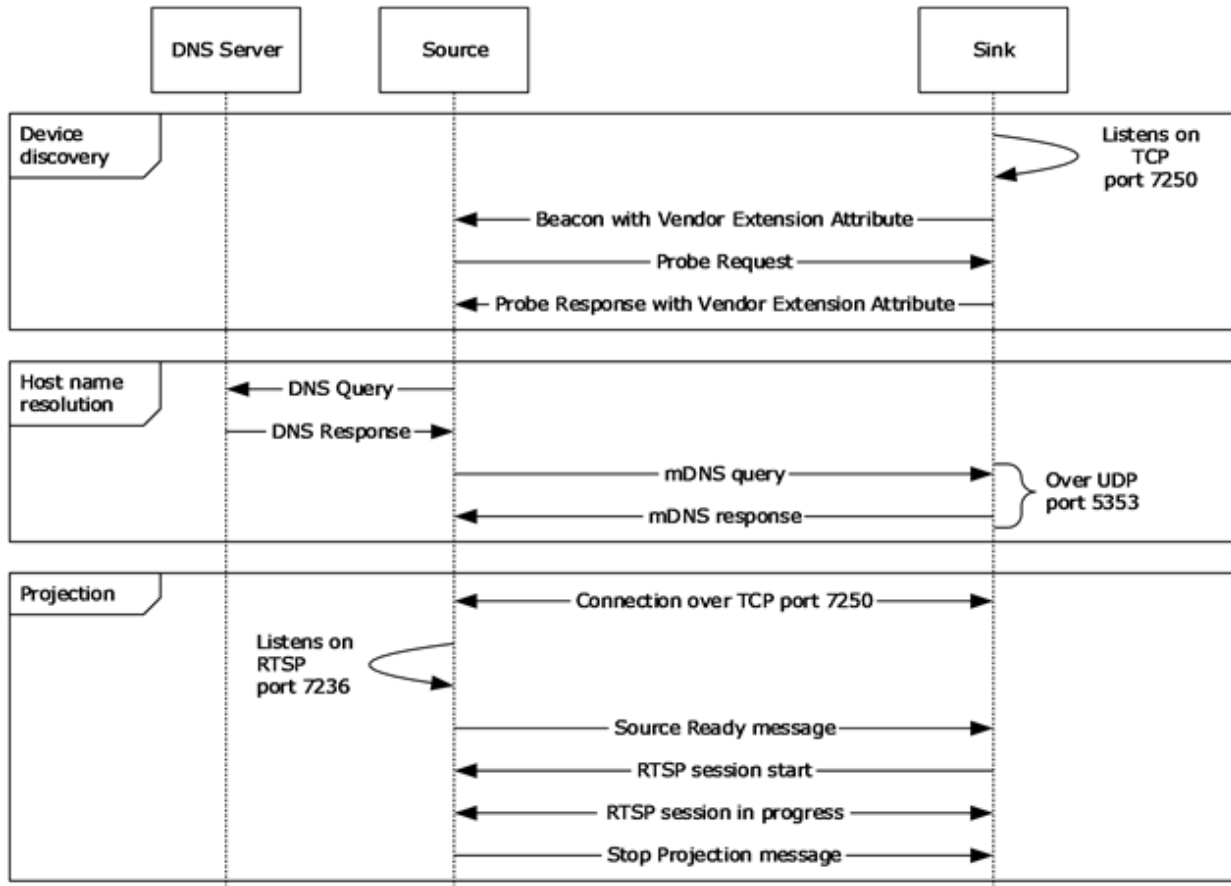 DNS Server
Source
Sink
Device
discovery
Listens on
TCP
port 7250
Beacon with Vendor Extension Attribute
Probe Request
Probe Response with Vendor Extension Attribute
Host name
resolution
DNS Query
DNS Response
mDNS query
Over UDP
port 5353
mDNS response
Projection
Connection over TCP port 7250
Listens on
RTSP
port 7236
Source Ready message
RTSP session start
RTSP session in progress
Stop Projection message